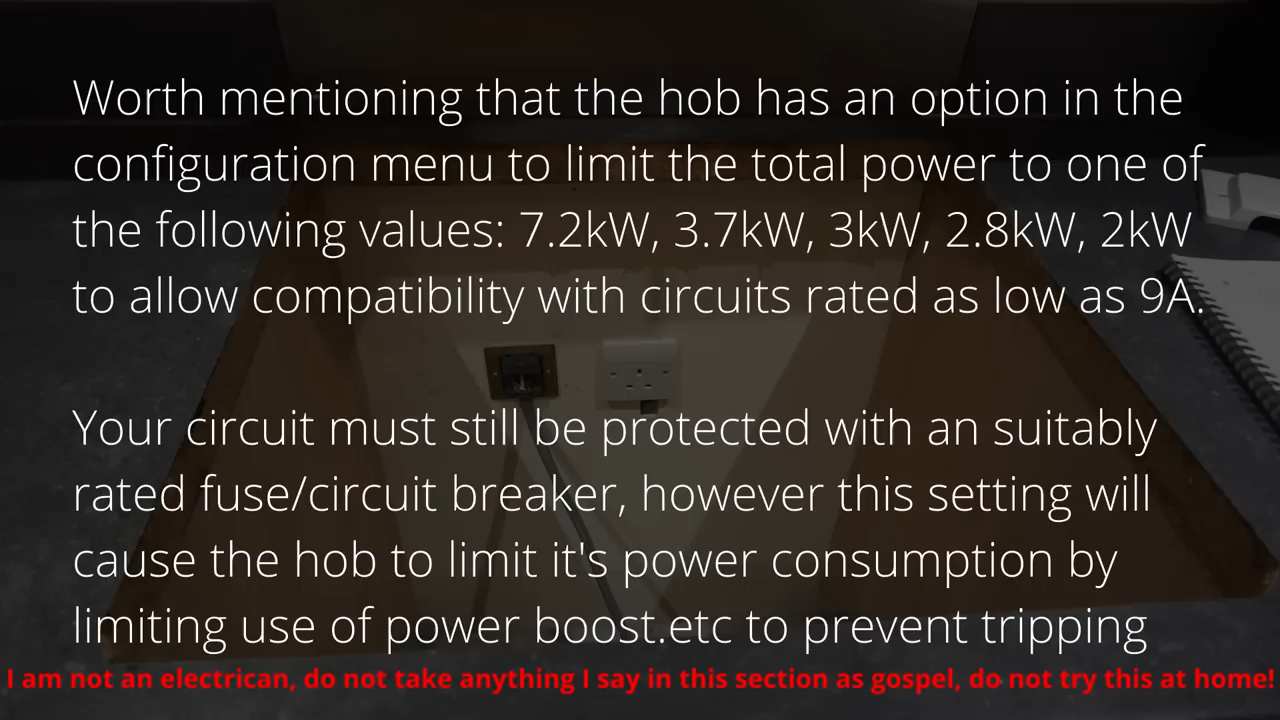 Worth mentioning that the hob has an option in the
configuration menu to limit the total power to one of
the following values: 7.2kW, 3.7kW, 3kW, 2.8kW, 2kW
to allow compatibility with circuits rated as low as 9A.
Your circuit must still be protected with an suitably
rated fuse/circuit breaker, however this setting will
cause the hob to limit it's power consumption by
limiting use of power boost.etc to prevent tripping
I am not an electrican, do not take anything I say in this section as gospel, do not try this at home!